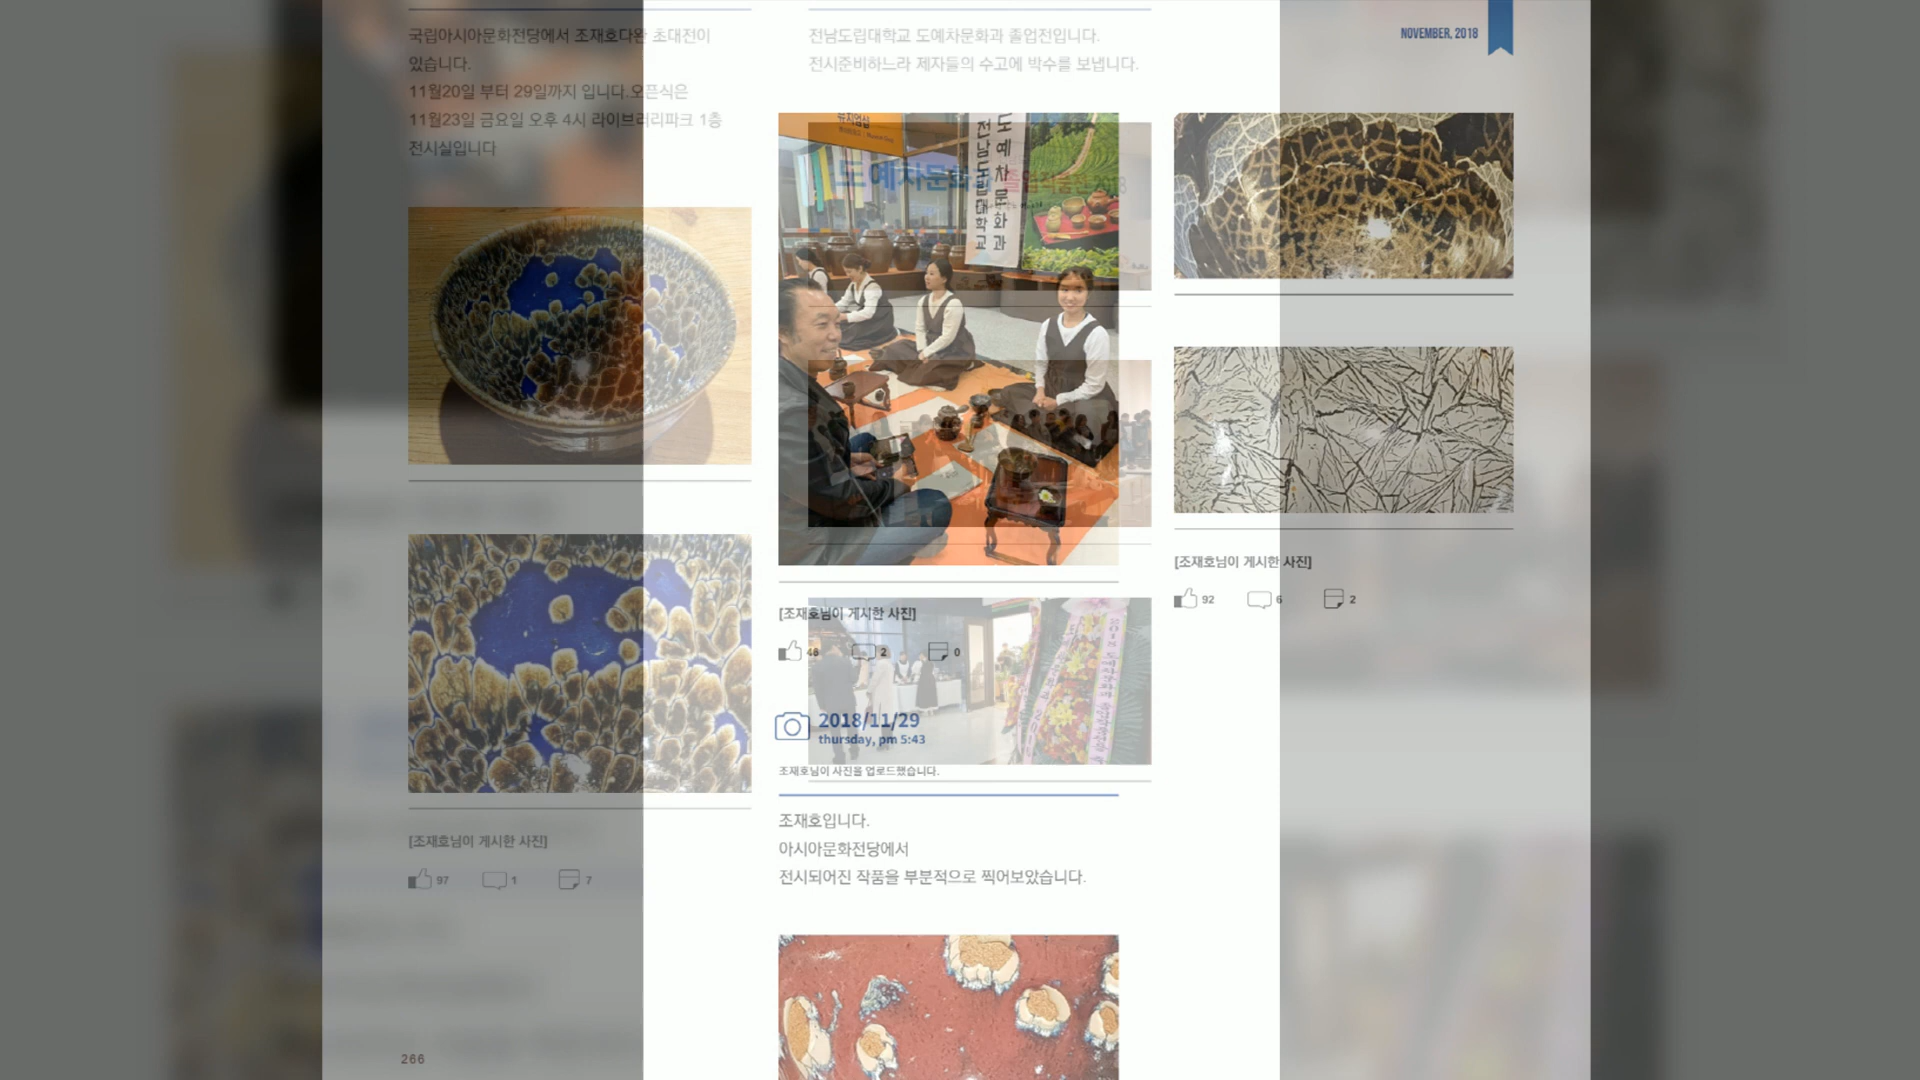 국립아시아문화전당에서 조재호다완 초대전이
있습니다.
11월20일 부터 29일까지 입니다.오픈식은
11월23일 금요일 오후 4시 라이브러리파크 1층
전시실입니다
[조재호님이 게시한 사진]
97 1 7
266
전남도립대학교 도예차문화과 졸업전입니다.
전시준비하느라 제자들의 수고에 박수를 보냅니다.
도예차문화과
전남도립대학교
[조재호님이 게시한 사진]
46 2 0
2018/11/29
thursday, pm 5:43
조재호님이 사진을 업로드했습니다.
조재호입니다.
아시아문화전당에서
전시되어진 작품을 부분적으로 찍어보았습니다.
NOVEMBER, 2018
[조재호님이 게시한 사진]
92 6 2